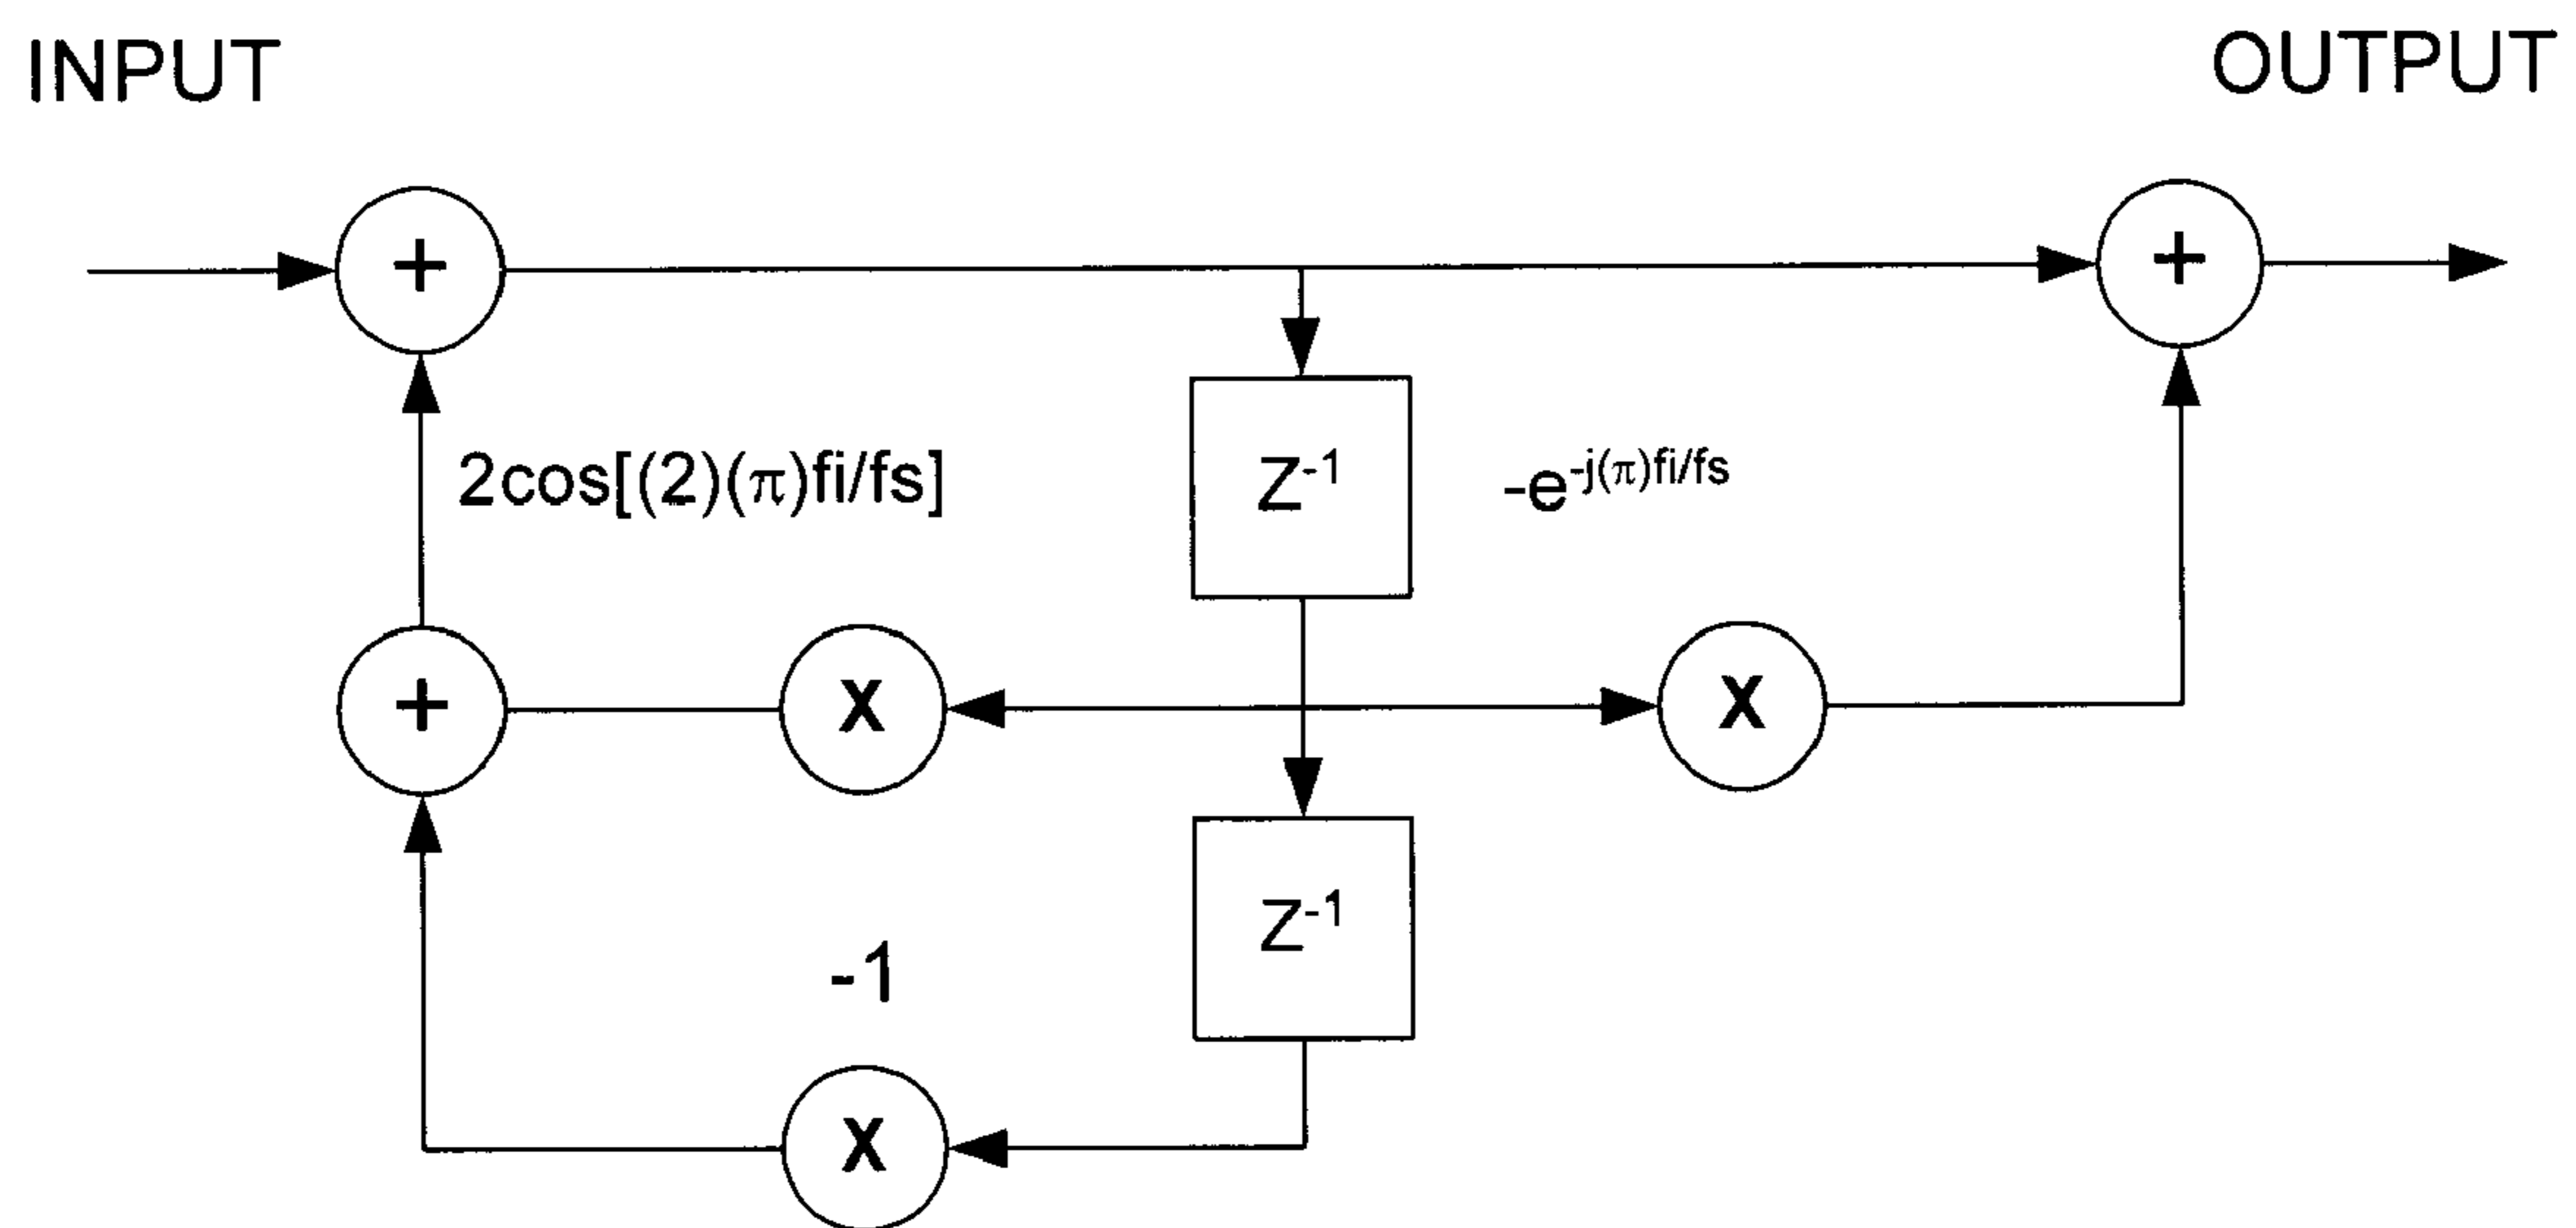 INPUT
OUTPUT
+
+
2cos[(2)(π)fi/fs]
Z⁻¹
-e^-j(π)fi/fs
+
X
X
Z⁻¹
-1
X